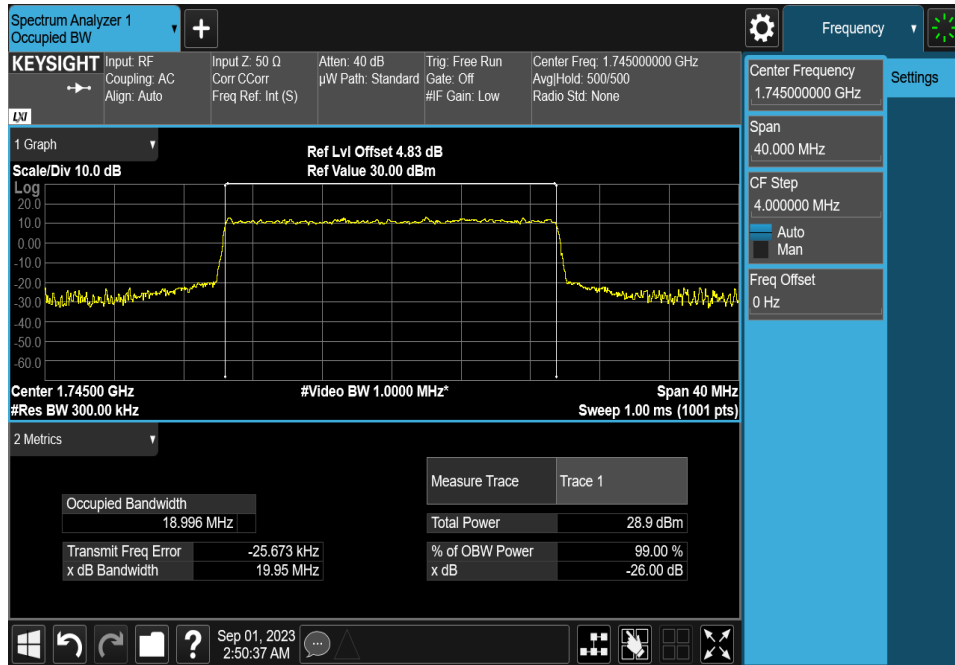 Spectrum Analyzer 1
Occupied BW
+
Frequency
KEYSIGHT
LXI
Input: RF
Coupling: AC
Align: Auto
Input Z: 50 Ω
Corr CCorr
Freq Ref: Int (S)
Atten: 40 dB
µW Path: Standard
Trig: Free Run
Gate: Off
#IF Gain: Low
Center Freq: 1.745000000 GHz
Avg|Hold: 500/500
Radio Std: None
Center Frequency
1.745000000 GHz
Settings
Span
40.000 MHz
CF Step
4.000000 MHz
Auto
Man
Freq Offset
0 Hz
1 Graph
Scale/Div 10.0 dB
Ref Lvl Offset 4.83 dB
Ref Value 30.00 dBm
Log
20.0
10.0
0.00
-10.0
-20.0
-30.0
-40.0
-50.0
-60.0
Center 1.74500 GHz
#Video BW 1.0000 MHz*
Span 40 MHz
#Res BW 300.00 kHz
Sweep 1.00 ms (1001 pts)
2 Metrics
Measure Trace
Trace 1
Occupied Bandwidth
18.996 MHz
Total Power
28.9 dBm
Transmit Freq Error
-25.673 kHz
% of OBW Power
99.00 %
x dB Bandwidth
19.95 MHz
x dB
-26.00 dB
?
Sep 01, 2023
2:50:37 AM